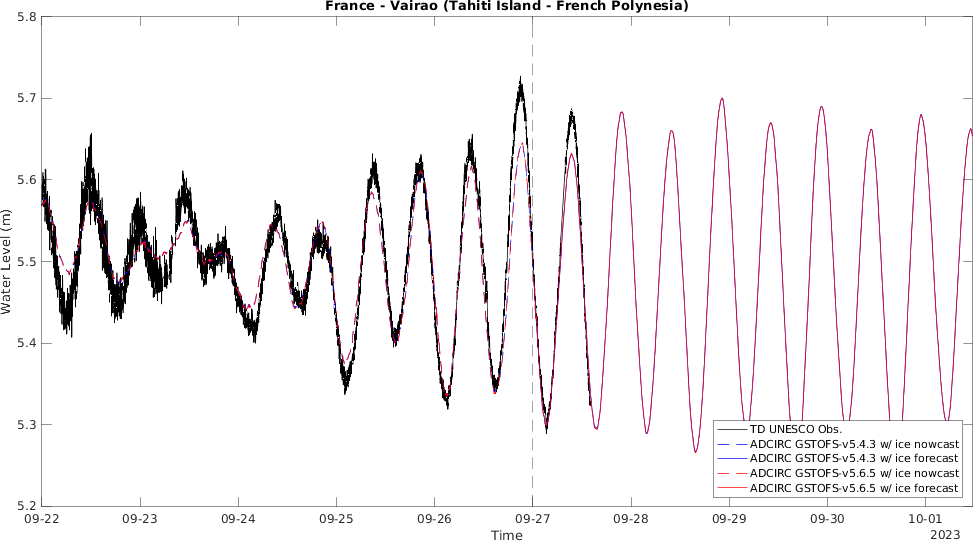 France - Vairao (Tahiti Island - French Polynesia)
5.8
5.7
5.6
5.5
5.4
5.3
5.2
Water Level (m)
TD UNESCO Obs.
ADCIRC GSTOFS-v5.4.3 w/ ice nowcast
ADCIRC GSTOFS-v5.4.3 w/ ice forecast
ADCIRC GSTOFS-v5.6.5 w/ ice nowcast
ADCIRC GSTOFS-v5.6.5 w/ ice forecast
09-22 09-23 09-24 09-25 09-26 09-27 09-28 09-29 09-30 10-01
Time
2023